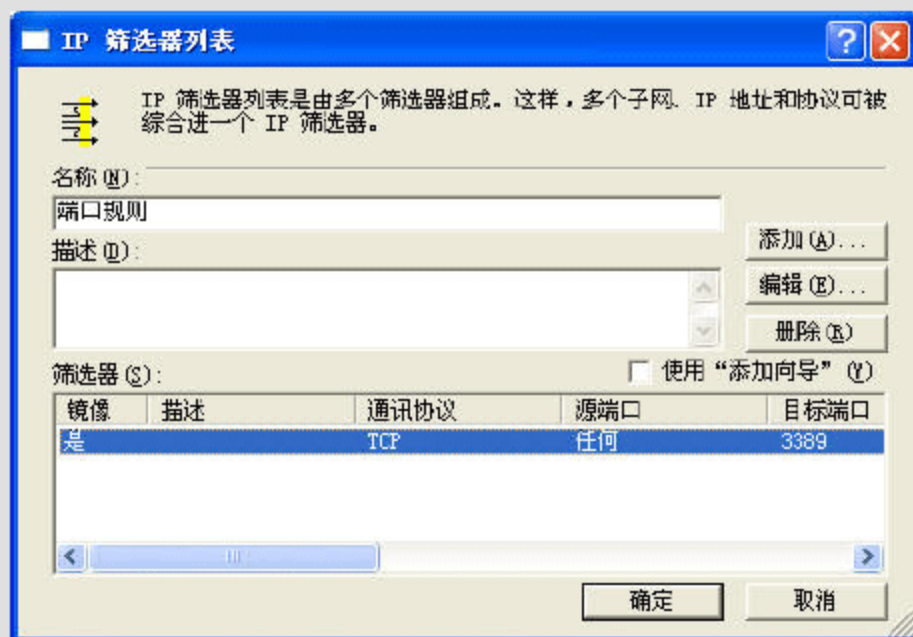 IP 筛选器列表
IP 筛选器列表是由多个筛选器组成。这样，多个子网、IP 地址和协议可被
综合进一个 IP 筛选器。
名称(N):
端口规则
添加(A)...
描述(D):
编辑(E)...
删除(R)
筛选器(S):
使用“添加向导”(Y)
镜像 描述 通讯协议 源端口 目标端口
是 TCP 任何 3389
确定 取消